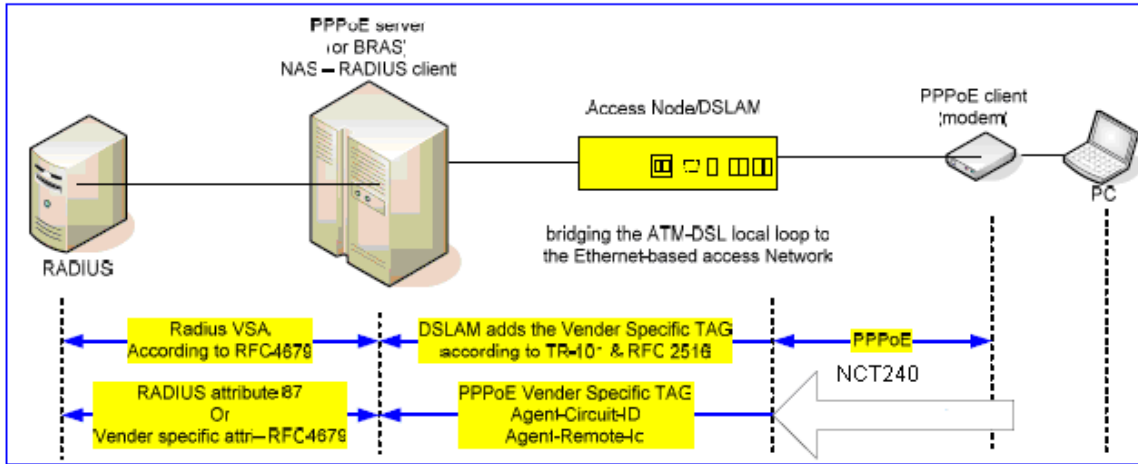 PPPoE server
(or BRAS)
NAS – RADIUS client
Access Node/DSLAM
PPPoE client
(modem)
PC
RADIUS
bridging the ATM-DSL local loop to
the Ethernet-based access Network
Radius VSA
According to RFC4679
DSLAM adds the Vender Specific TAG
according to TR-101 & RFC 2516
PPPoE
RADIUS attribute 87
Or
Vender specific attri– RFC4679
PPPoE Vender Specific TAG
Agent-Circuit-ID
Agent-Remote-Id
NCT240